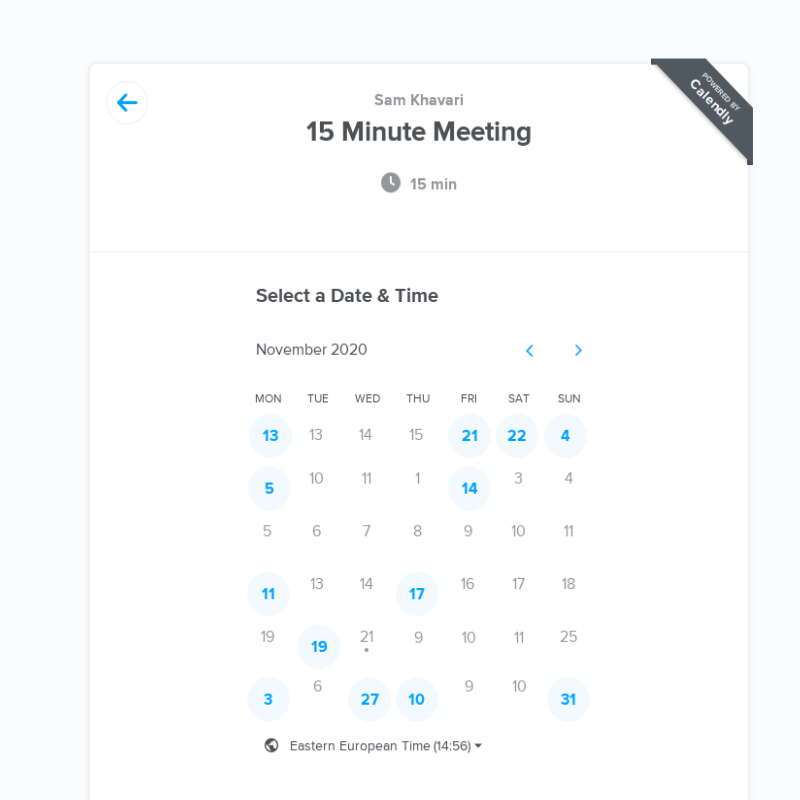 POWERED BY
Calendly
Sam Khavari
15 Minute Meeting
15 min
Select a Date & Time
November 2020
MON TUE WED THU FRI SAT SUN
13 13 14 15 21 22 4
5 10 11 1 14 3 4
5 6 7 8 9 10 11
11 13 14 17 16 17 18
19 19 21 9 10 11 25
3 6 27 10 9 10 31
Eastern European Time (14:56)